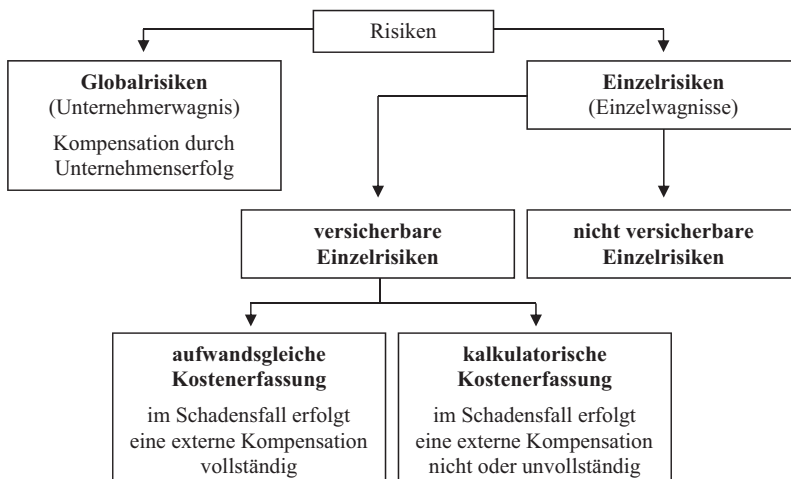 Risiken
Globalrisiken
(Unternehmerwagnis)
Kompensation durch
Unternehmenserfolg
Einzelrisiken
(Einzelwagnisse)
versicherbare
Einzelrisiken
nicht versicherbare
Einzelrisiken
aufwandsgleiche
Kostenerfassung
im Schadensfall erfolgt
eine externe Kompensation
vollständig
kalkulatorische
Kostenerfassung
im Schadensfall erfolgt
eine externe Kompensation
nicht oder unvollständig